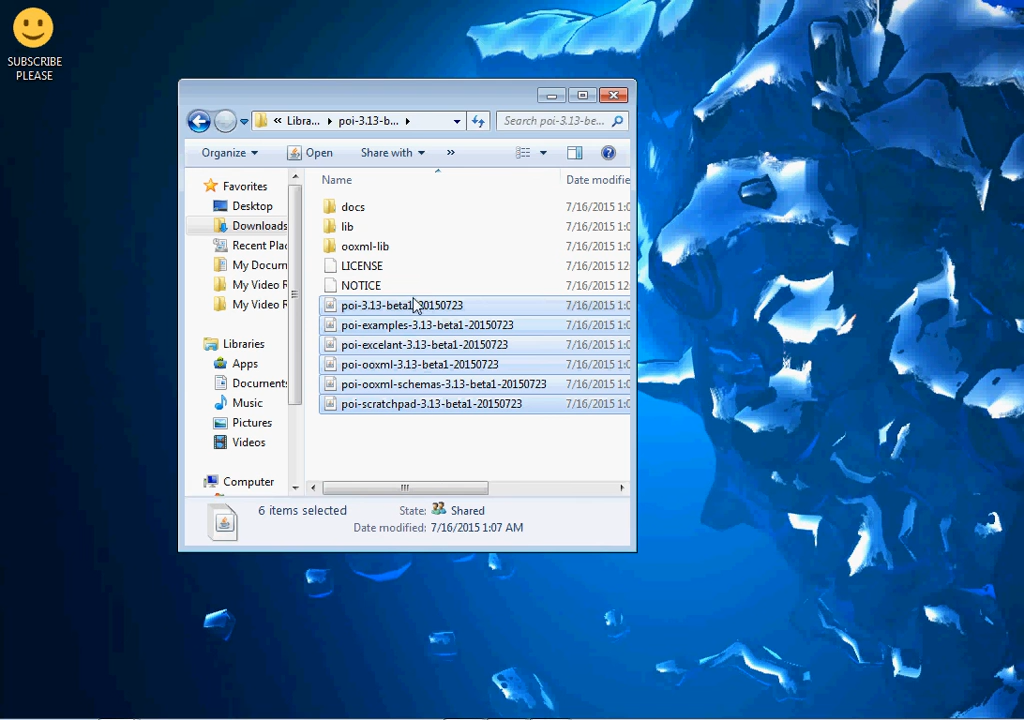 SUBSCRIBE
PLEASE
« Libra... poi-3.13-b...
Search poi-3.13-be...
Organize Open Share with »
Name Date modifie
Favorites
Desktop
Downloads
Recent Plac
My Docum
My Video R
My Video R
Libraries
Apps
Documents
Music
Pictures
Videos
Computer
docs 7/16/2015 1:0
lib 7/16/2015 1:0
ooxml-lib 7/16/2015 1:0
LICENSE 7/16/2015 12
NOTICE 7/16/2015 12
poi-3.13-beta1-20150723 7/16/2015 1:0
poi-examples-3.13-beta1-20150723 7/16/2015 1:0
poi-excelant-3.13-beta1-20150723 7/16/2015 1:0
poi-ooxml-3.13-beta1-20150723 7/16/2015 1:0
poi-ooxml-schemas-3.13-beta1-20150723 7/16/2015 1:0
poi-scratchpad-3.13-beta1-20150723 7/16/2015 1:0
6 items selected State: Shared
Date modified: 7/16/2015 1:07 AM